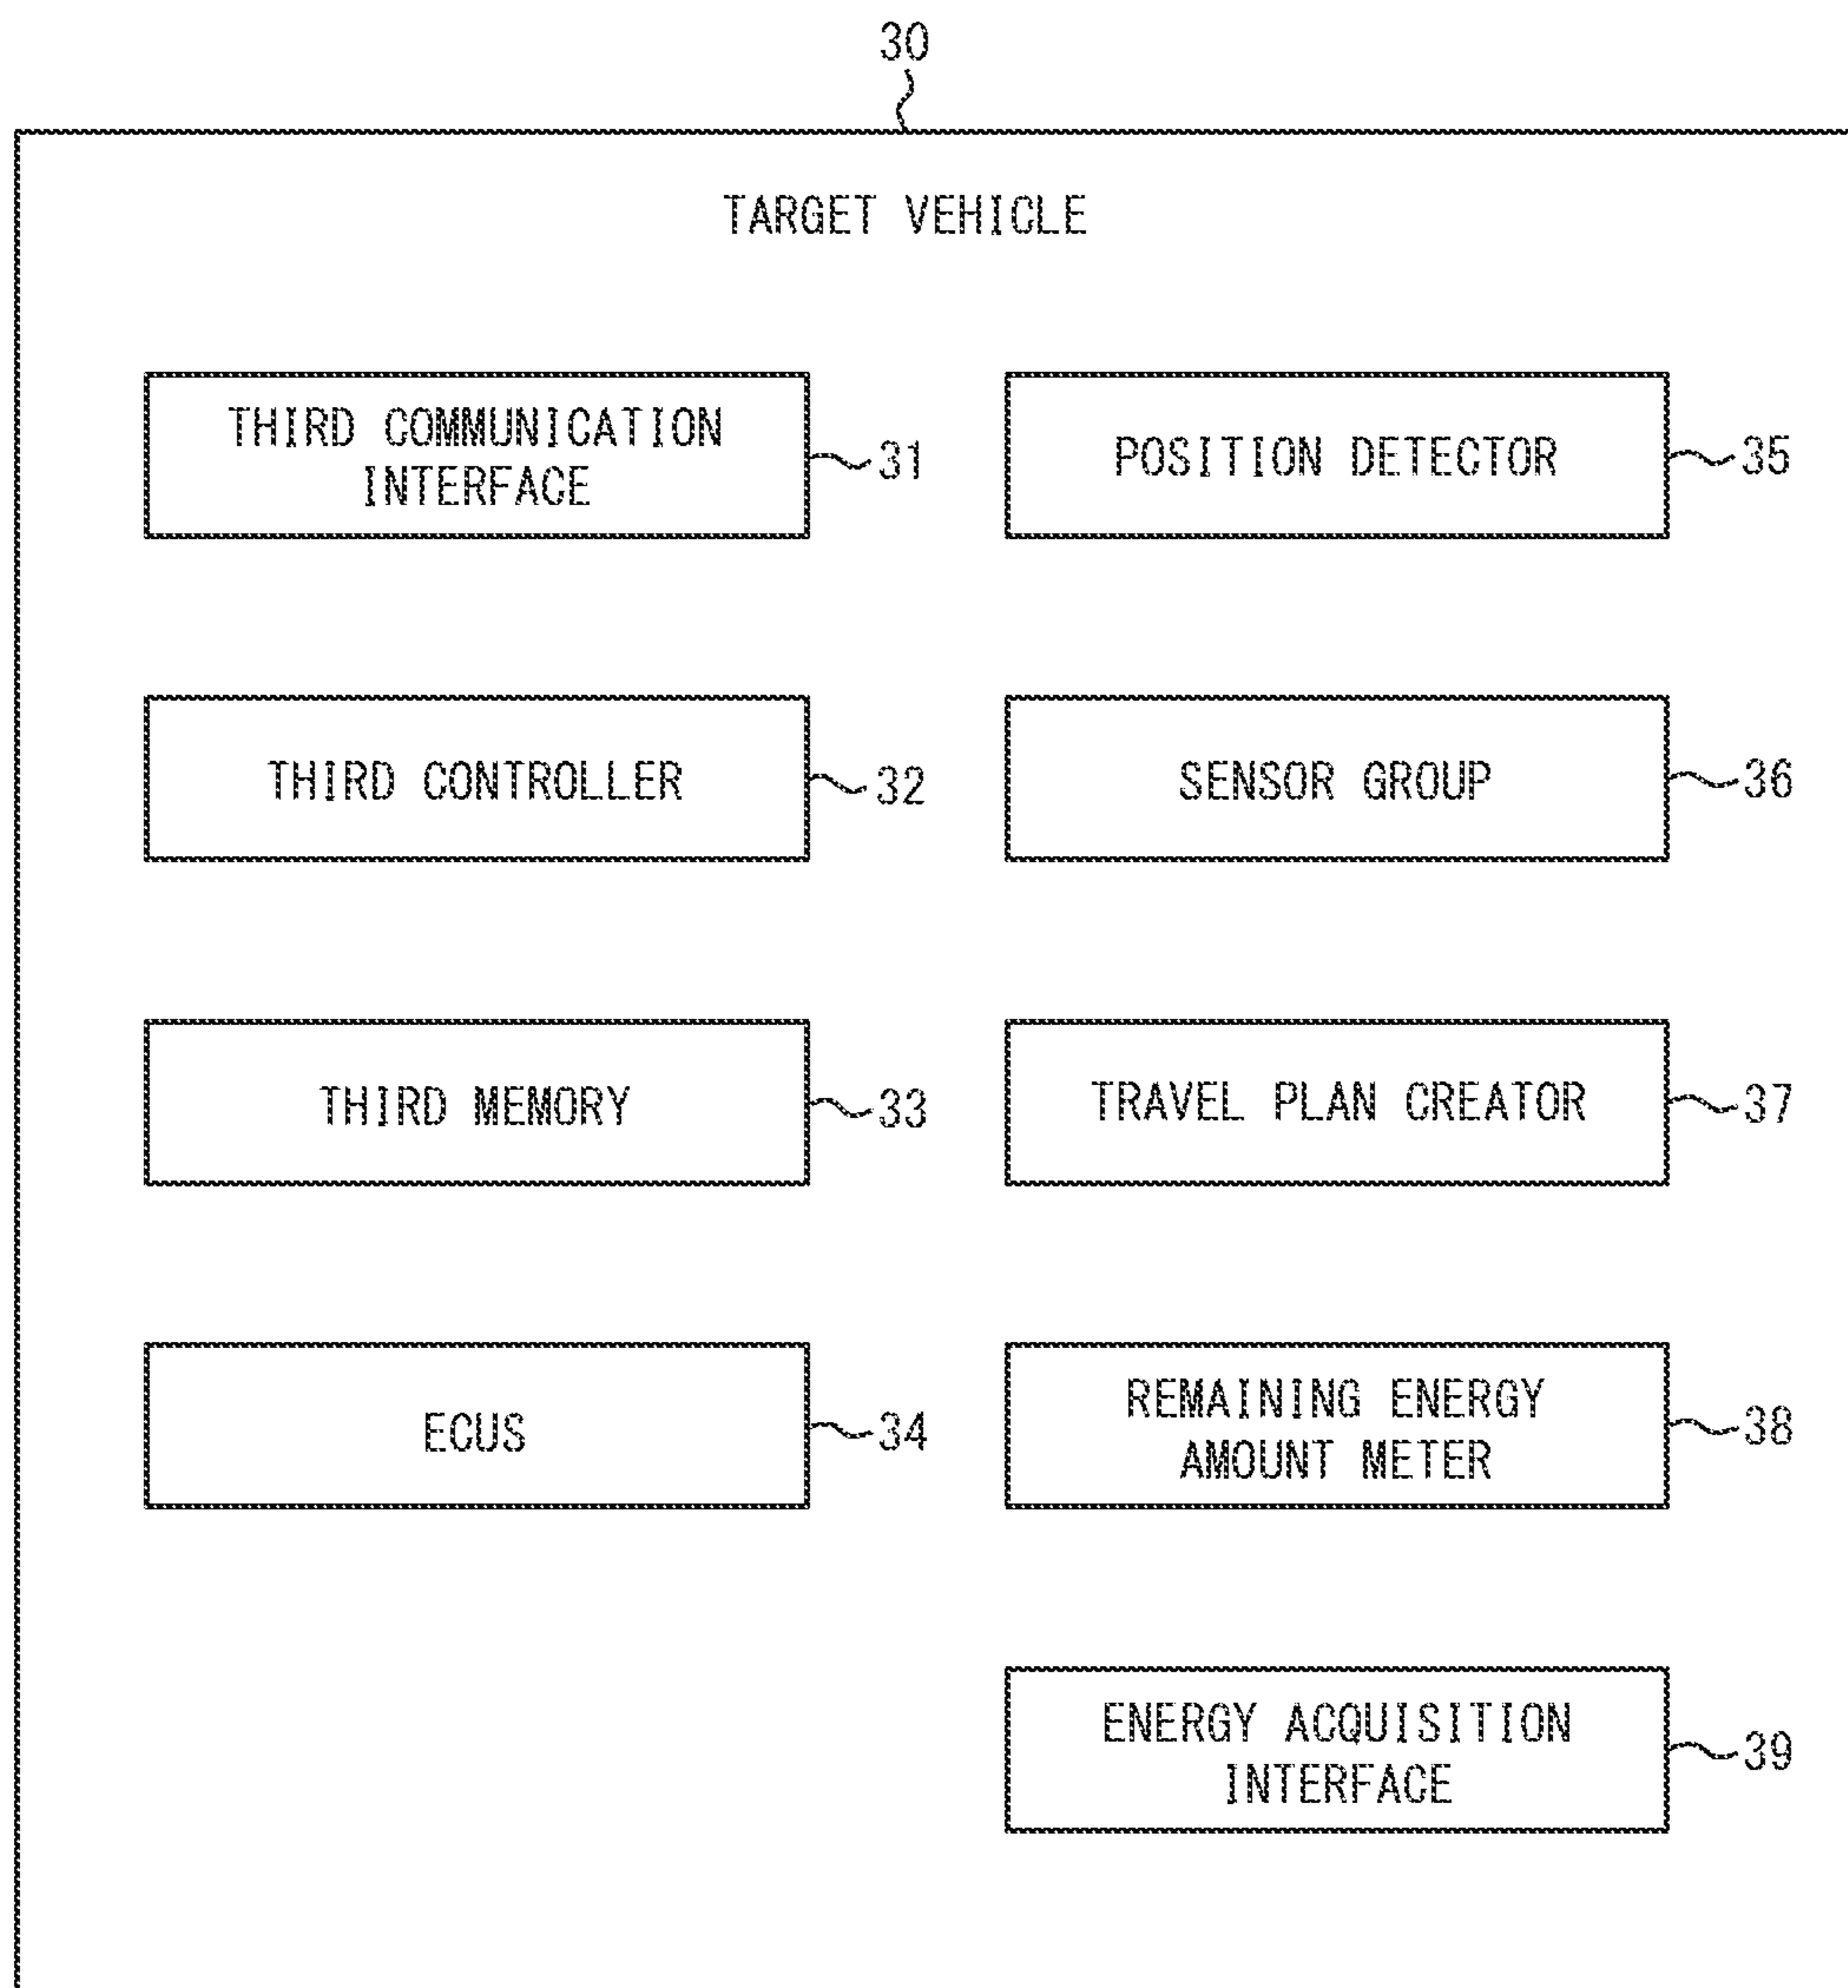 30
TARGET VEHICLE
THIRD COMMUNICATION
INTERFACE
31
THIRD CONTROLLER
32
THIRD MEMORY
33
ECUS
34
POSITION DETECTOR
35
SENSOR GROUP
36
TRAVEL PLAN CREATOR
37
REMAINING ENERGY
AMOUNT METER
38
ENERGY ACQUISITION
INTERFACE
39